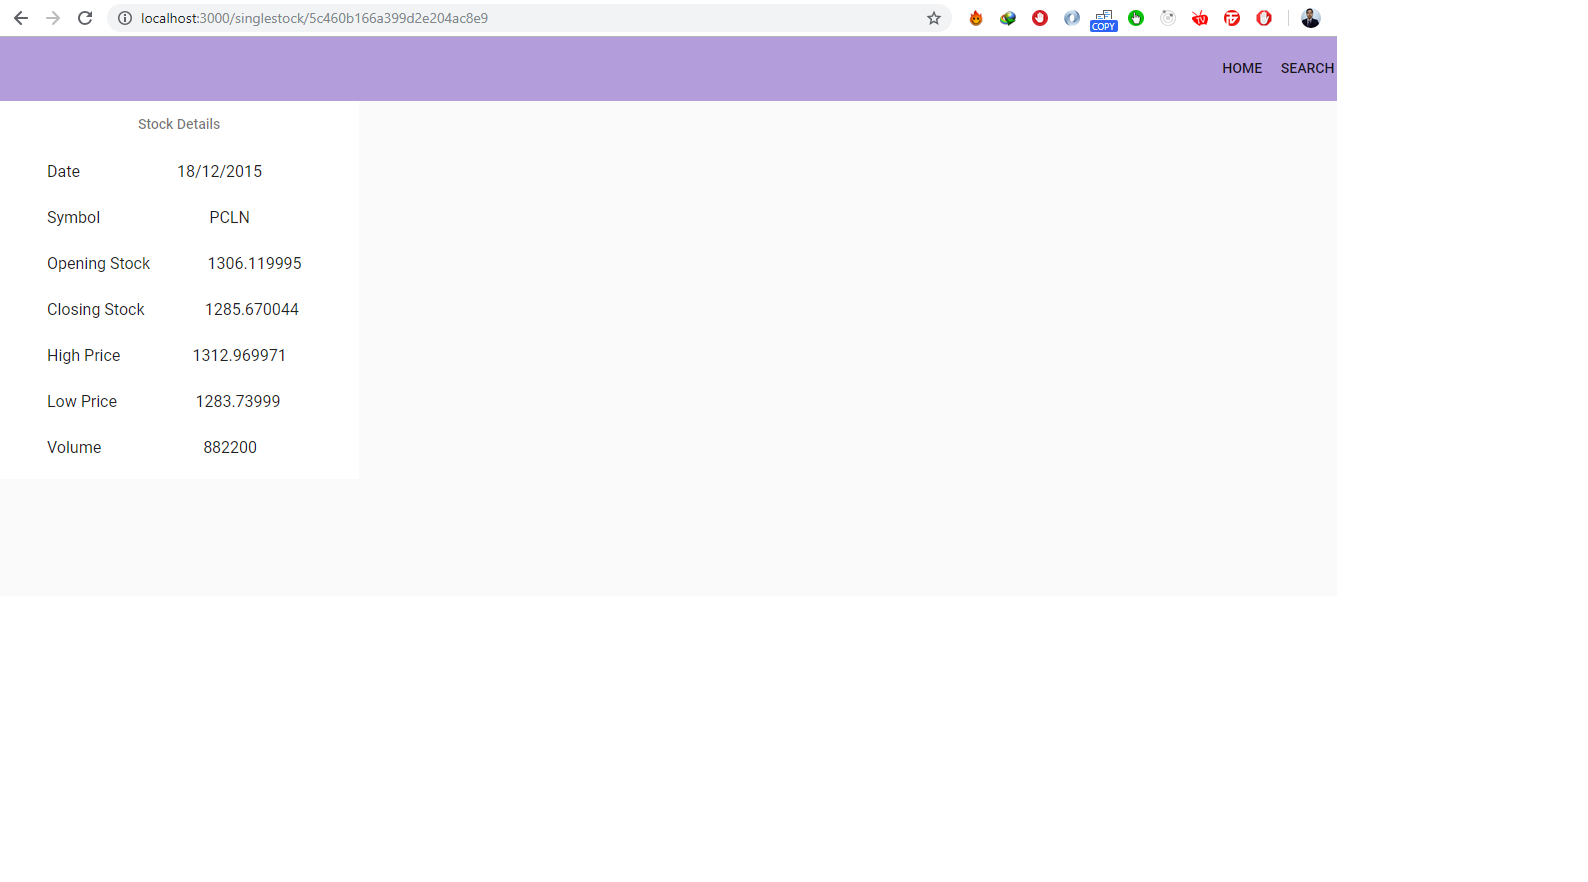 localhost:3000/singlestock/5c460b166a399d2e204ac8e9
COPY
TV
HOME SEARCH
Stock Details
Date 18/12/2015
Symbol PCLN
Opening Stock 1306.119995
Closing Stock 1285.670044
High Price 1312.969971
Low Price 1283.73999
Volume 882200